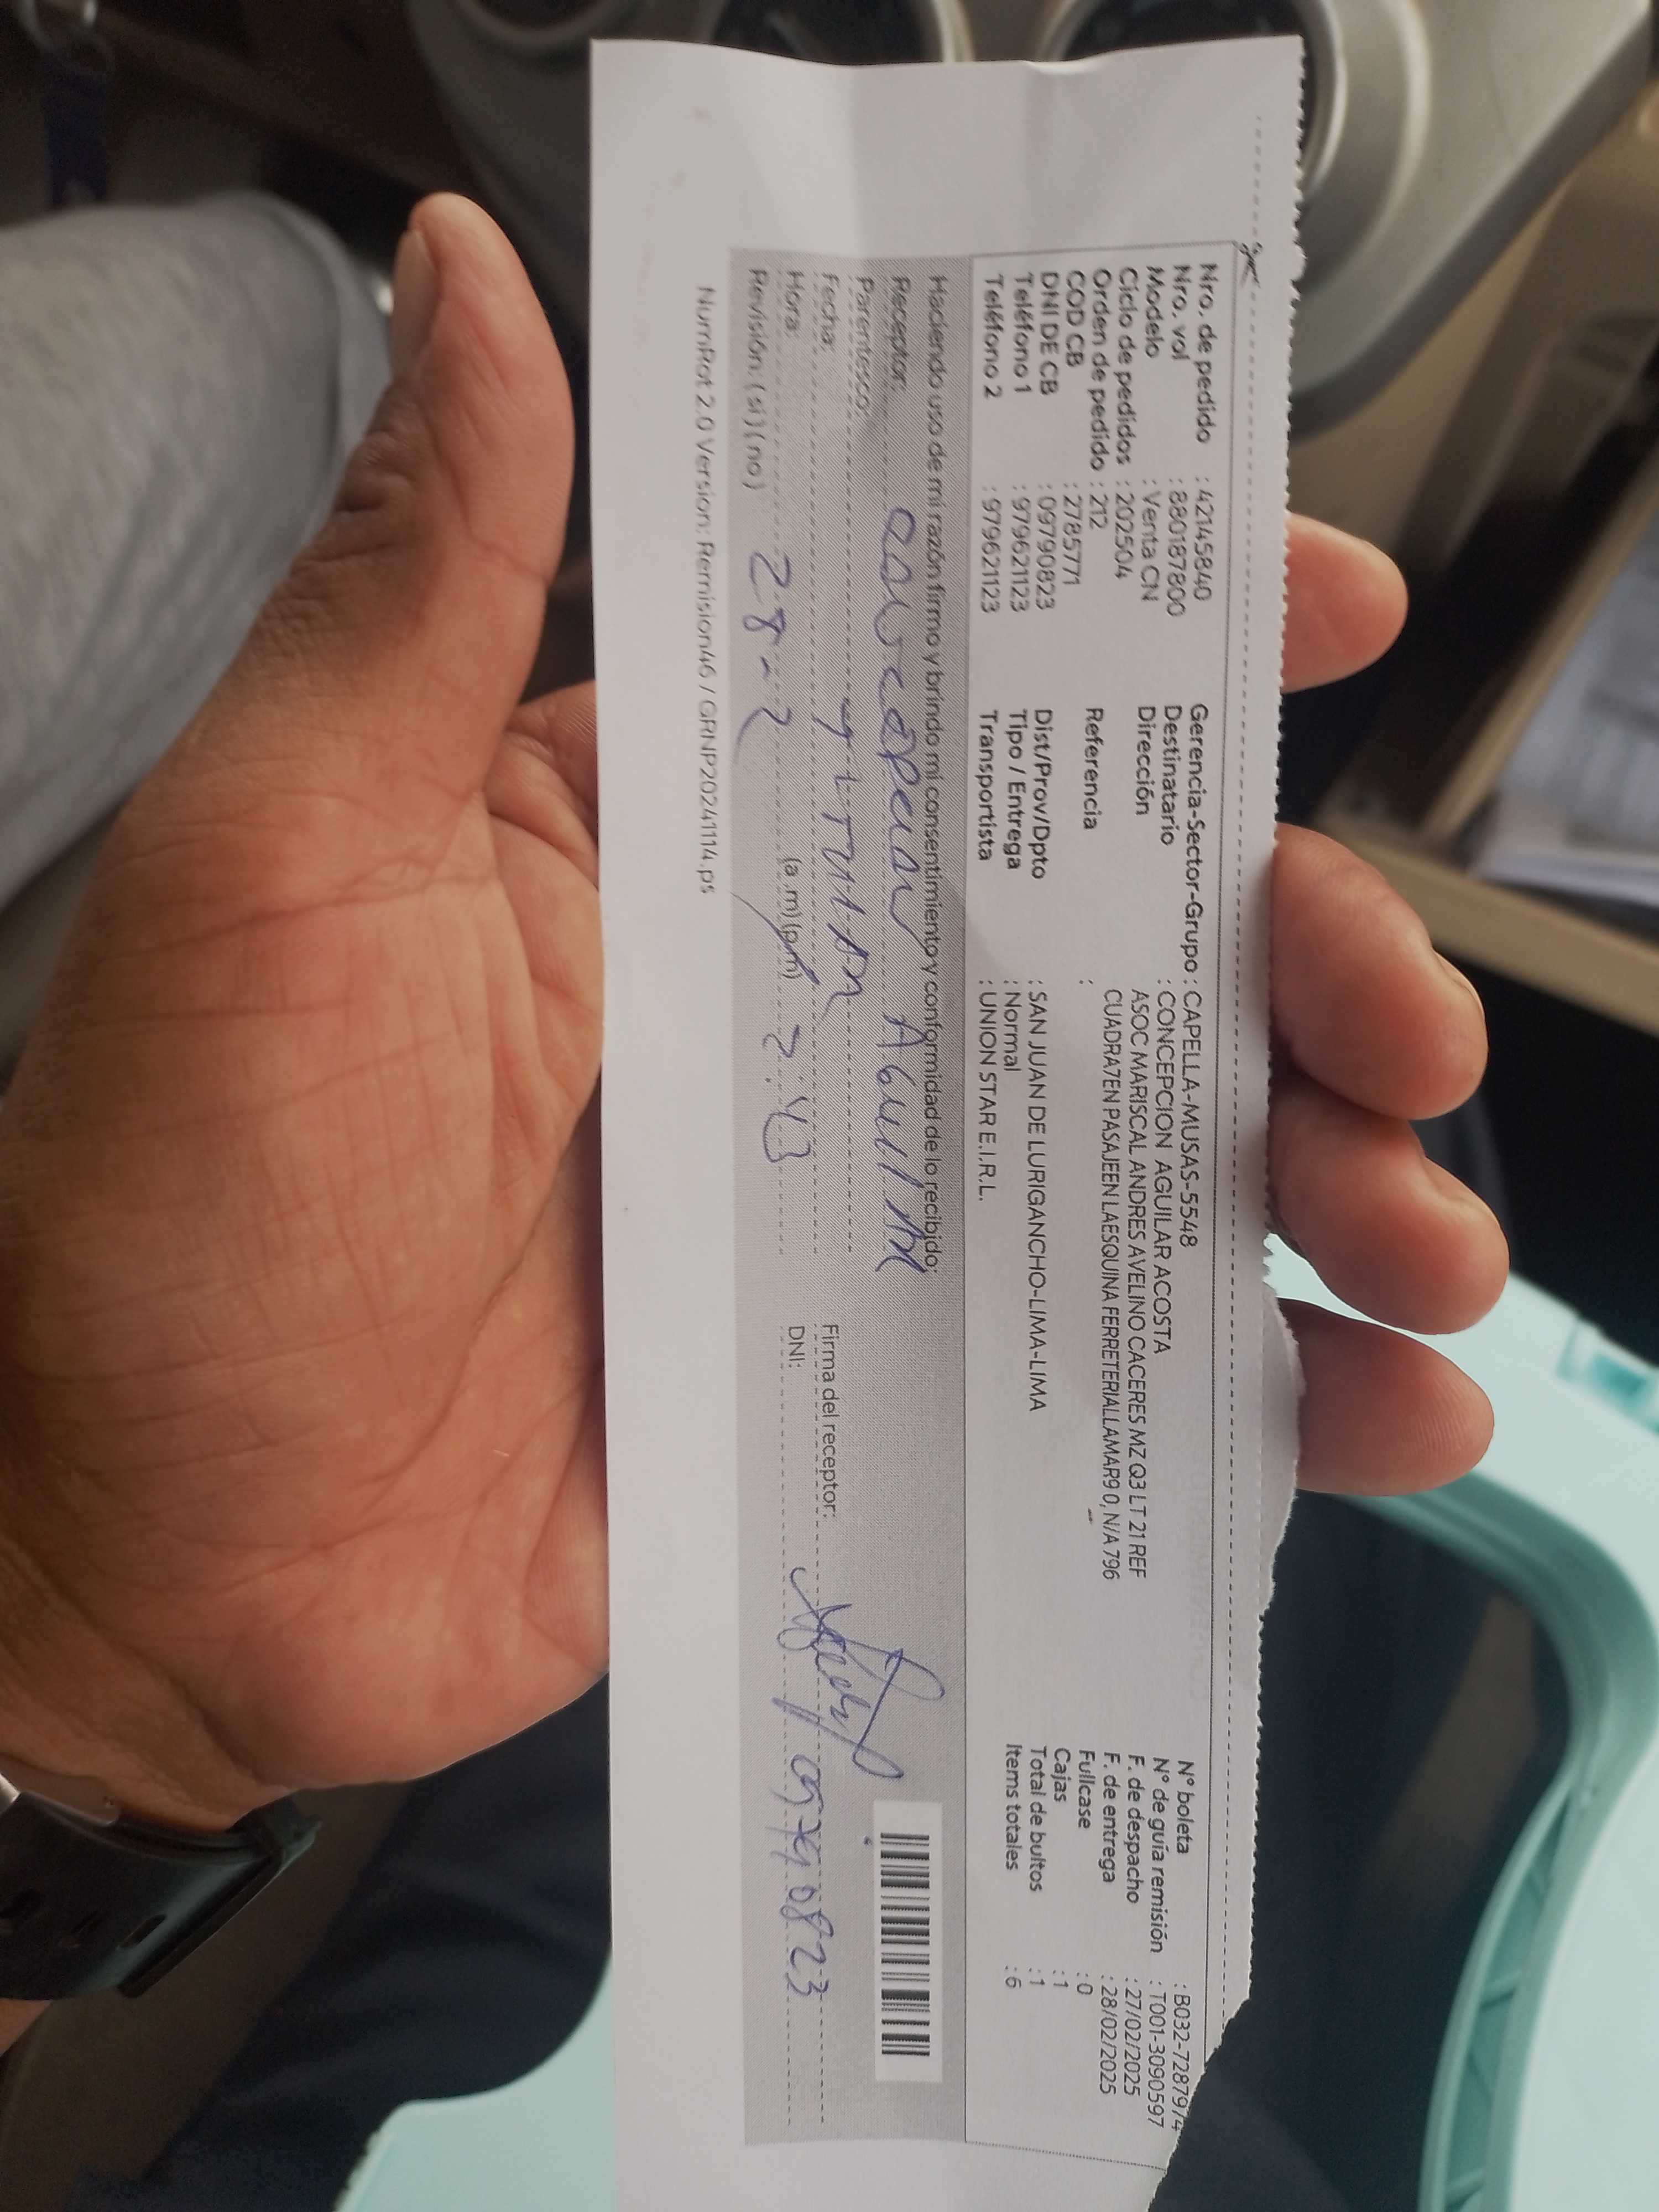 Nro. de pedido : 42145840
Nro. vol : 880187800
Modelo : Venta CN
Ciclo de pedidos : 202504
Orden de pedido : 212
COD CB : 2785771
DNI DE CB : 09790823
Teléfono 1 : 979621123
Teléfono 2 : 979621123
Gerencia-Sector-Grupo : CAPELLA-MUSAS-5548
Destinatario : CONCEPCION AGUILAR ACOSTA
Dirección ASOC MARISCAL ANDRES AVELINO CACERES MZ Q3 LT 21 REF
CUADRA7EN PASAJEEN LAESQUINA FERRETERIALLAMAR9 0, N/A 796
Referencia :
Dist/Prov/Dpto : SAN JUAN DE LURIGANCHO-LIMA-LIMA
Tipo / Entrega : Normal
Transportista : UNION STAR E.I.R.L.
N° boleta : B032-7287974
N° de guía remisión : T001-3090597
F. de despacho : 27/02/2025
F. de entrega : 28/02/2025
Fullcase : 0
Cajas : 1
Total de bultos : 1
Items totales : 6
Haciendo uso de mi razón firmo y brindo mi consentimiento y conformidad de lo recibido:
Receptor:
Parentesco:
Fecha:
Hora: 28-2 (a.m)(p.m) 2:43
Revisión: (si) (no)
Firma del receptor:
DNI: 09790823
NumRot 2.0 Version: Remision46 / GRNP20241114.ps